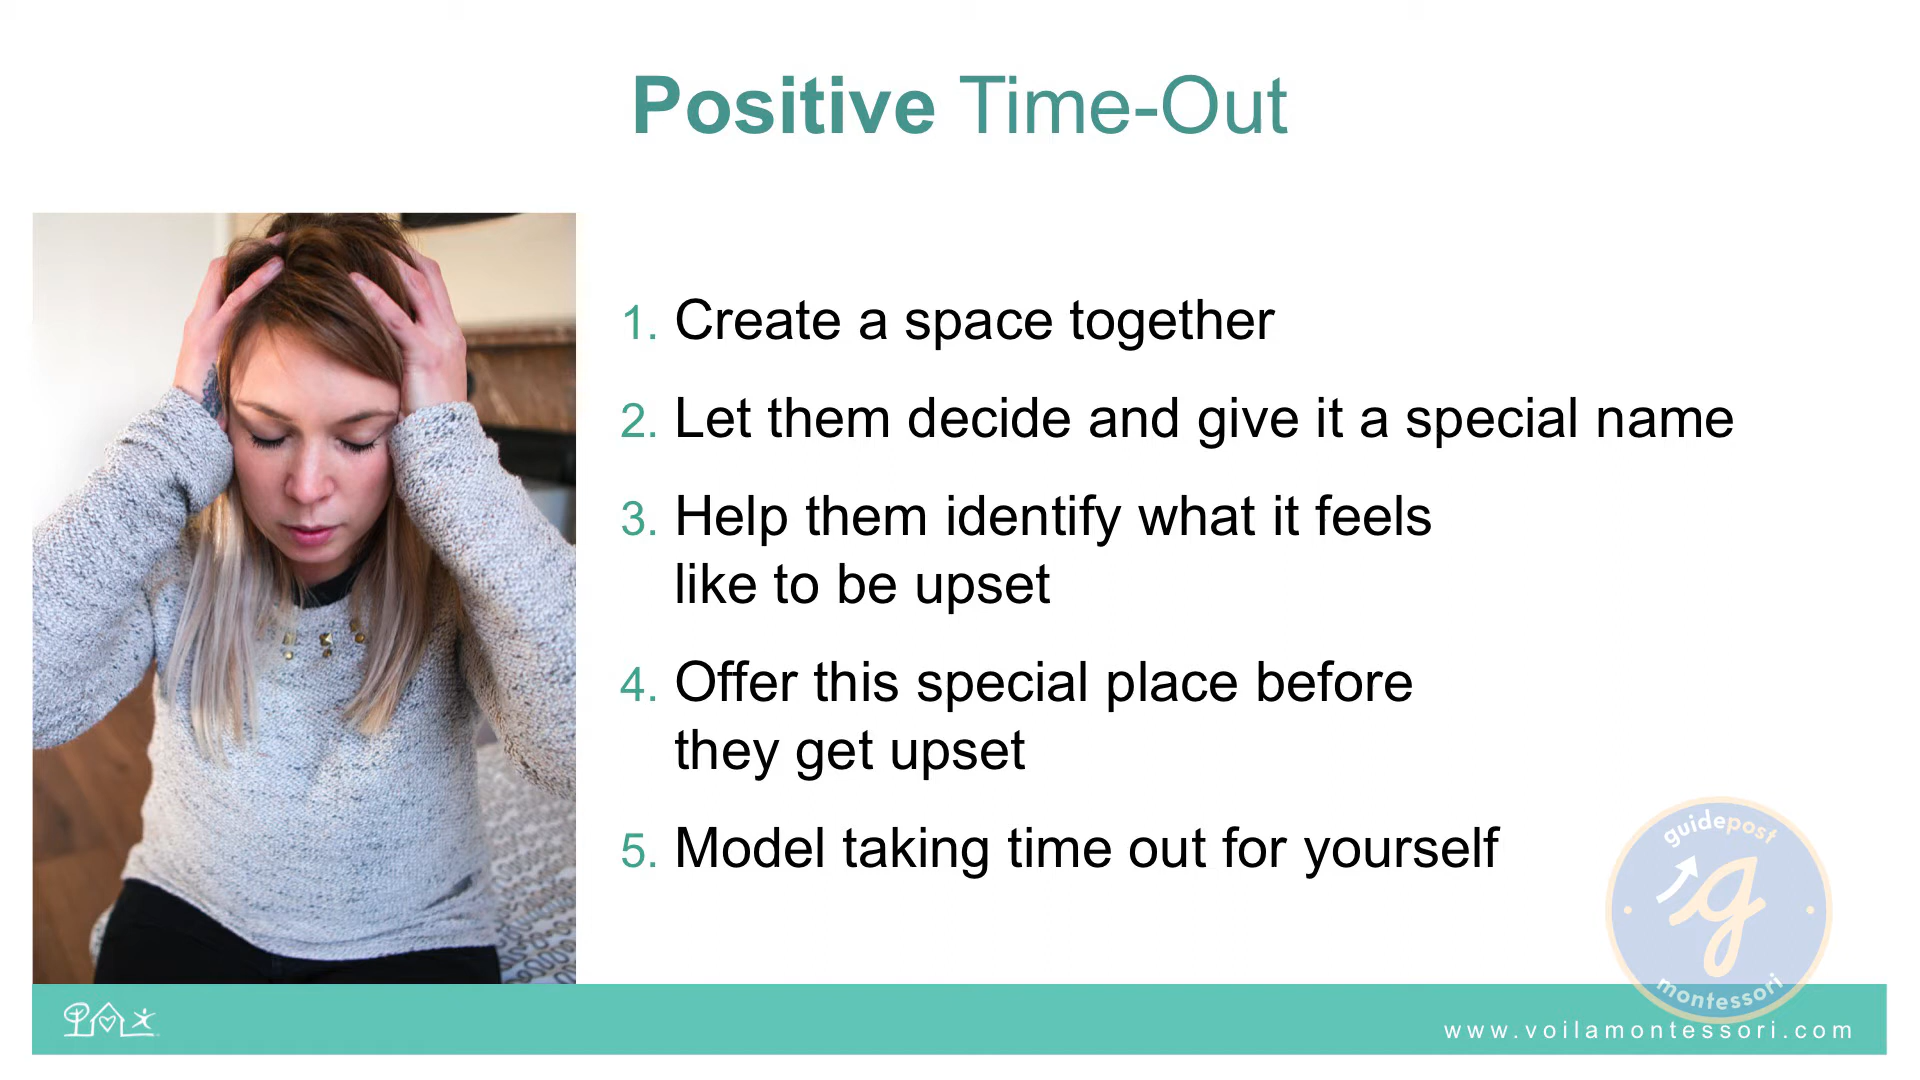 Positive Time-Out
1. Create a space together
2. Let them decide and give it a special name
3. Help them identify what it feels
like to be upset
4. Offer this special place before
they get upset
5. Model taking time out for yourself
guidepost
g
montessori
www.voilamontessori.com